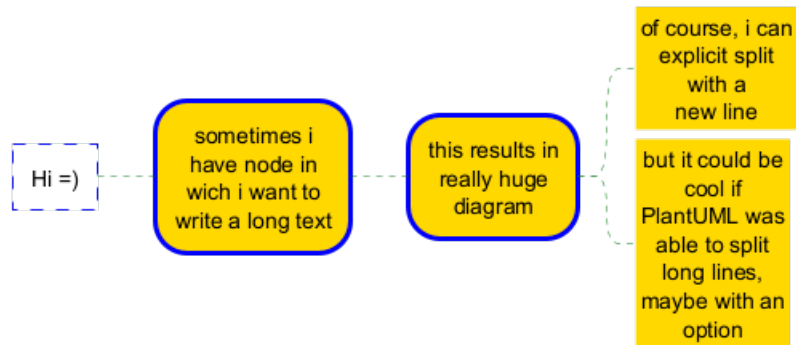 Hi =)
sometimes i
have node in
wich i want to
write a long text
this results in
really huge
diagram
of course, i can
explicit split
with a
new line
but it could be
cool if
PlantUML was
able to split
long lines,
maybe with an
option